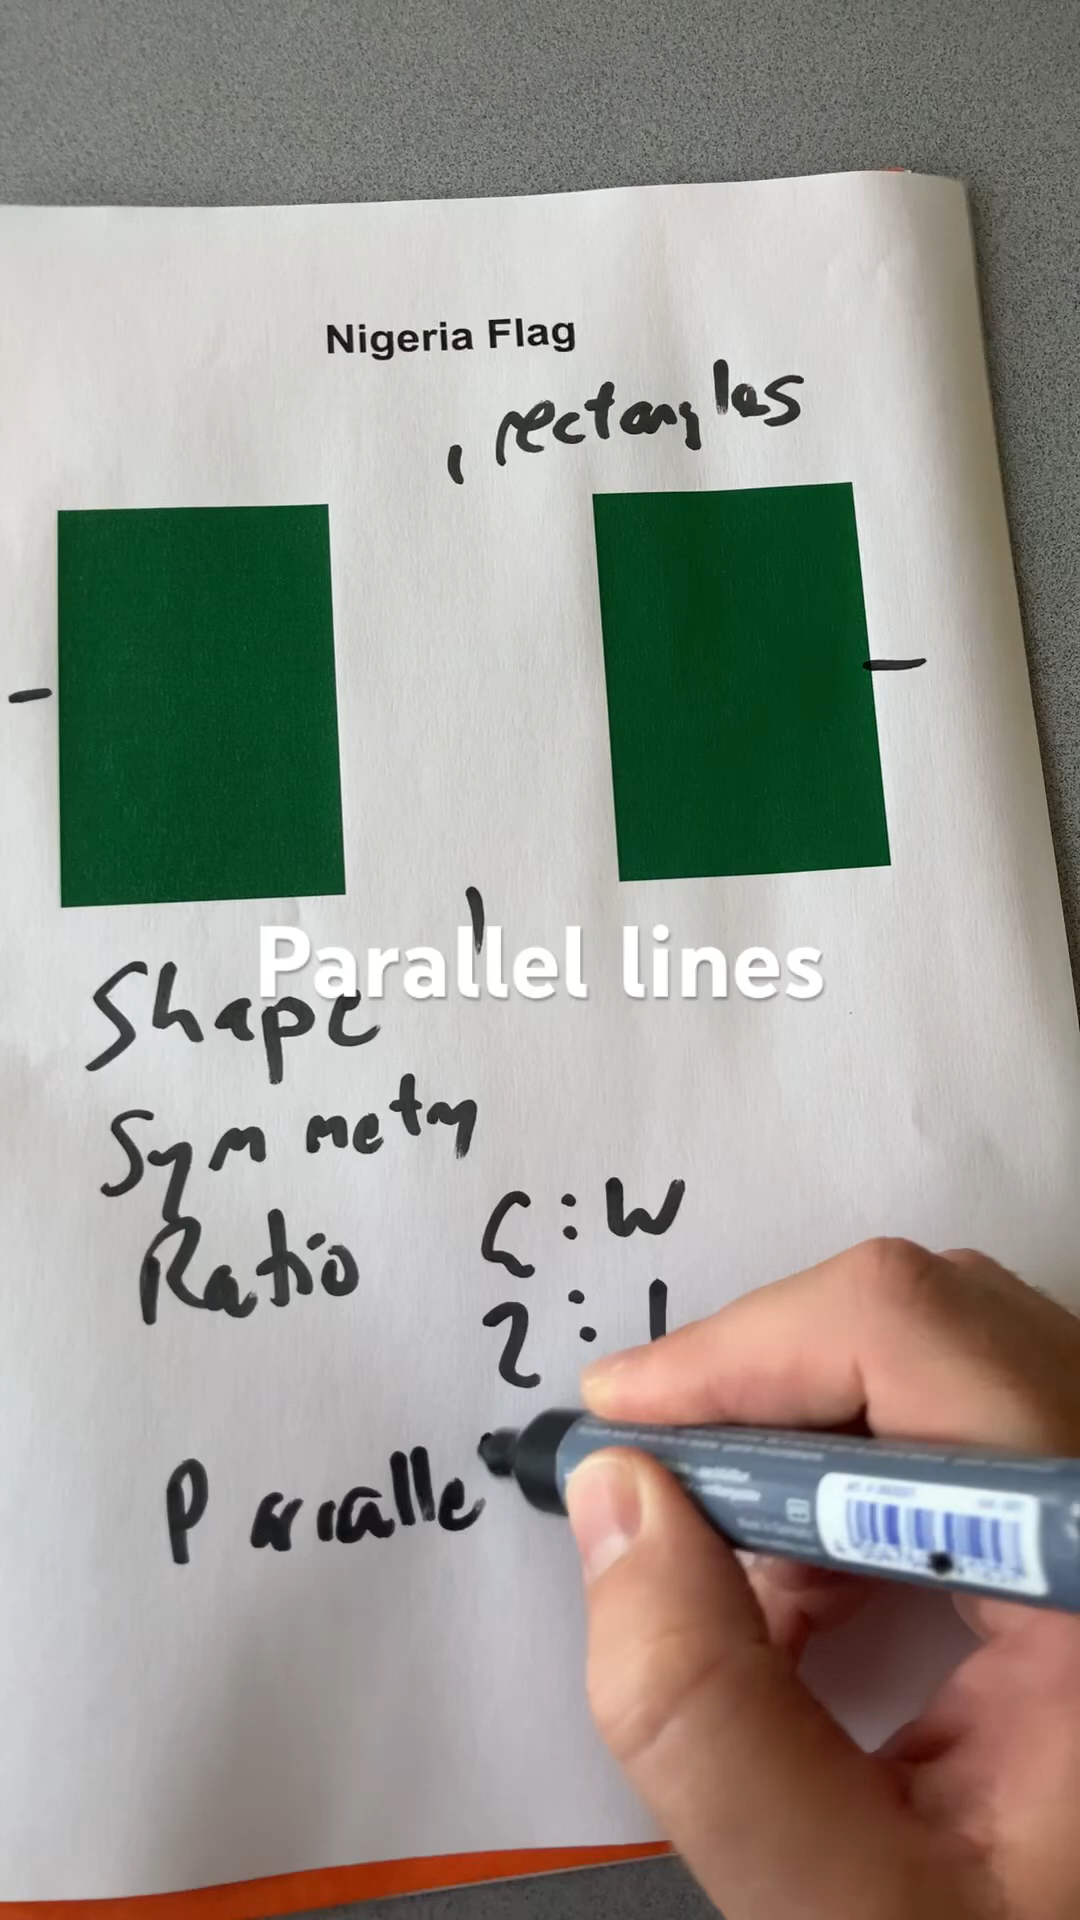 Nigeria Flag
rectangles
Parallel lines
Shape
Symmetry
Ratio
L:W
2:1
Paralle